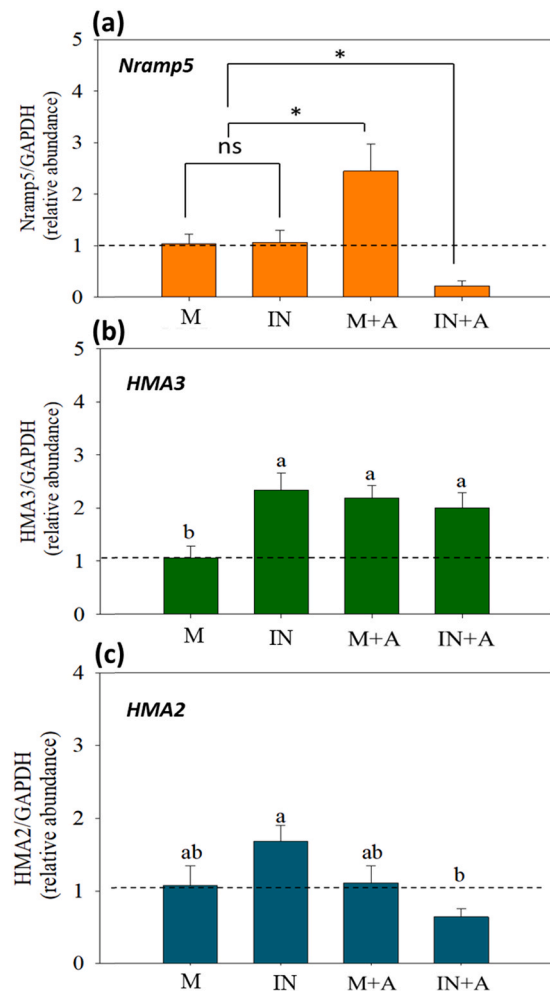 (a)
Nramp5
Nramp5/GAPDH
(relative abundance)
5
4
3
2
1
0
*
*
ns
M IN M+A IN+A
(b)
HMA3
HMA3/GAPDH
(relative abundance)
5
4
3
2
1
0
b a a a
M IN M+A IN+A
(c)
HMA2
HMA2/GAPDH
(relative abundance)
4
3
2
1
0
ab a ab b
M IN M+A IN+A